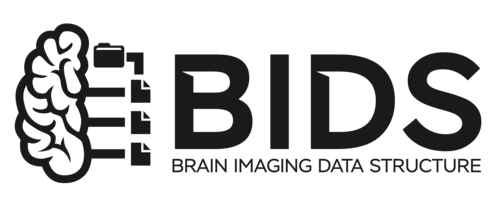 BIDS
BRAIN IMAGING DATA STRUCTURE